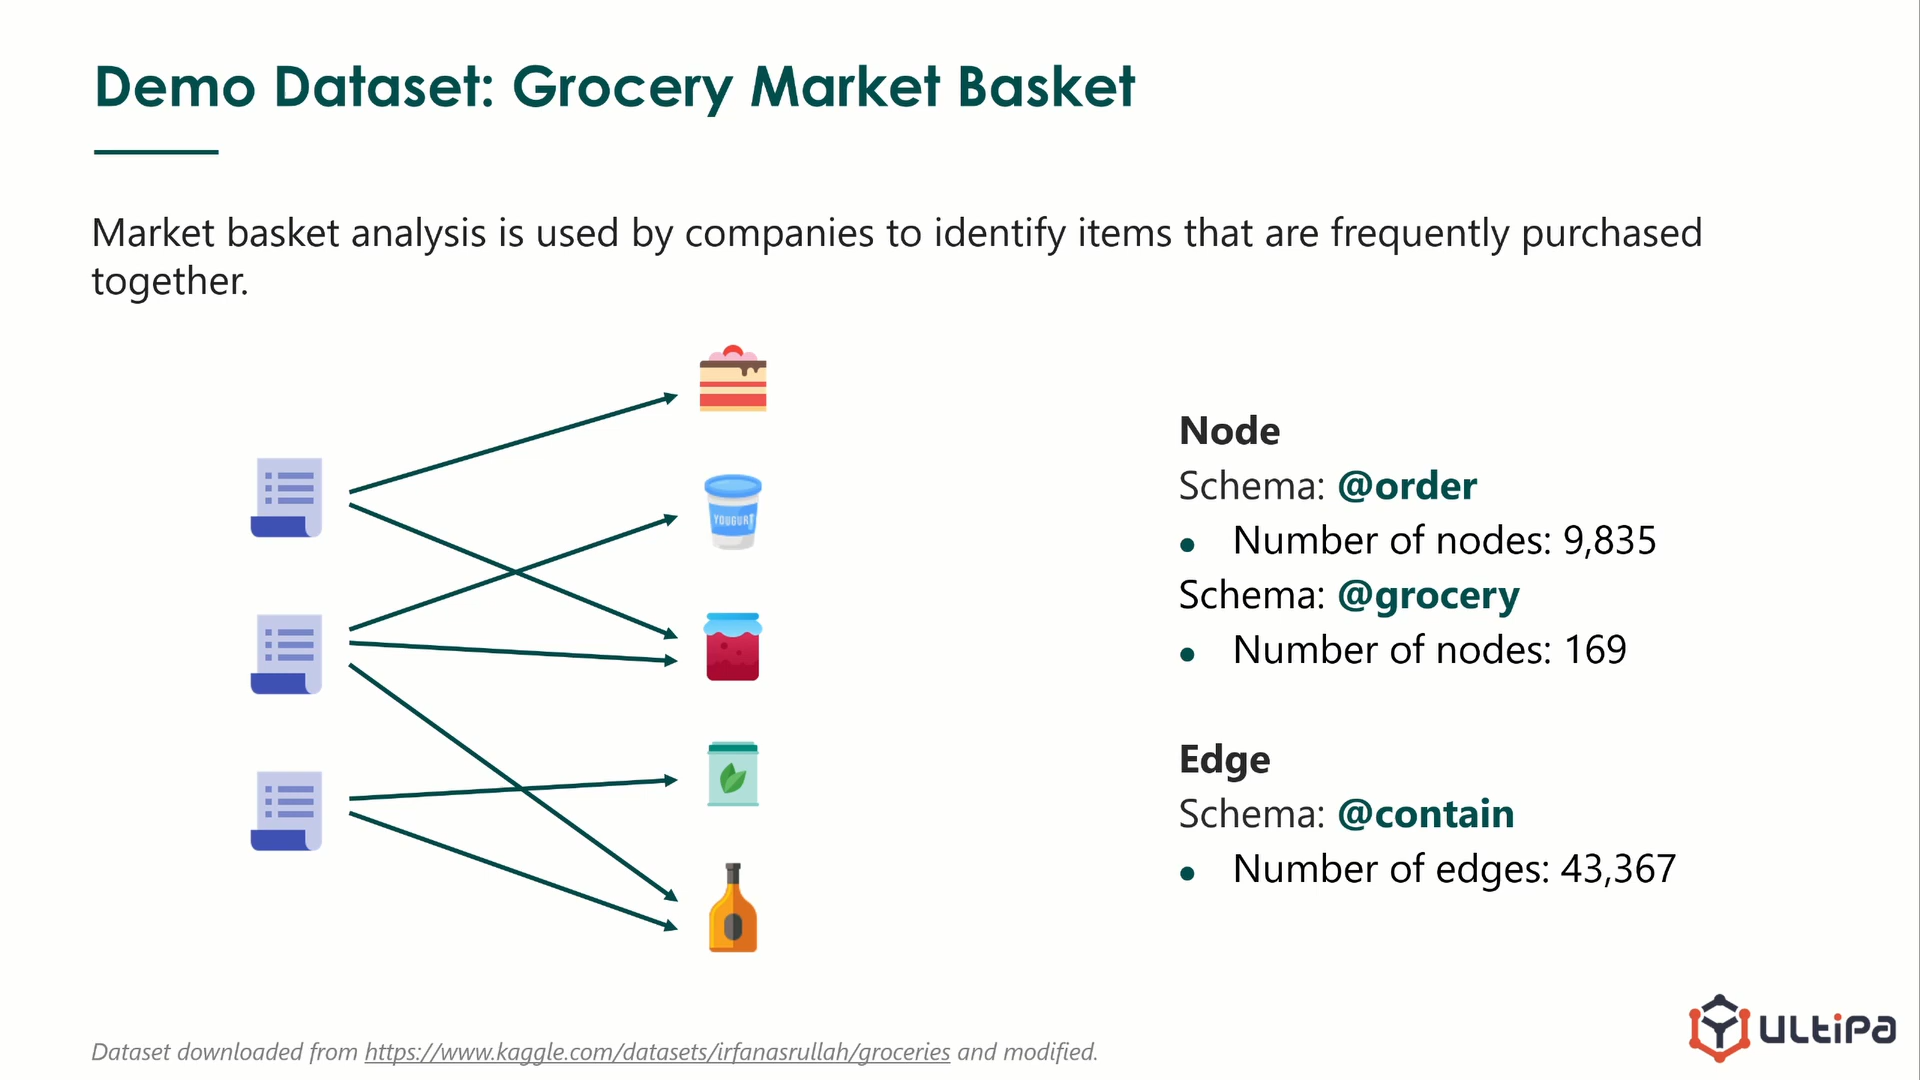 Demo Dataset: Grocery Market Basket
Market basket analysis is used by companies to identify items that are frequently purchased
together.
YOUGURT
Node
Schema: @order
• Number of nodes: 9,835
Schema: @grocery
• Number of nodes: 169
Edge
Schema: @contain
• Number of edges: 43,367
Dataset downloaded from https://www.kaggle.com/datasets/irfanasrullah/groceries and modified.
ULTIPA